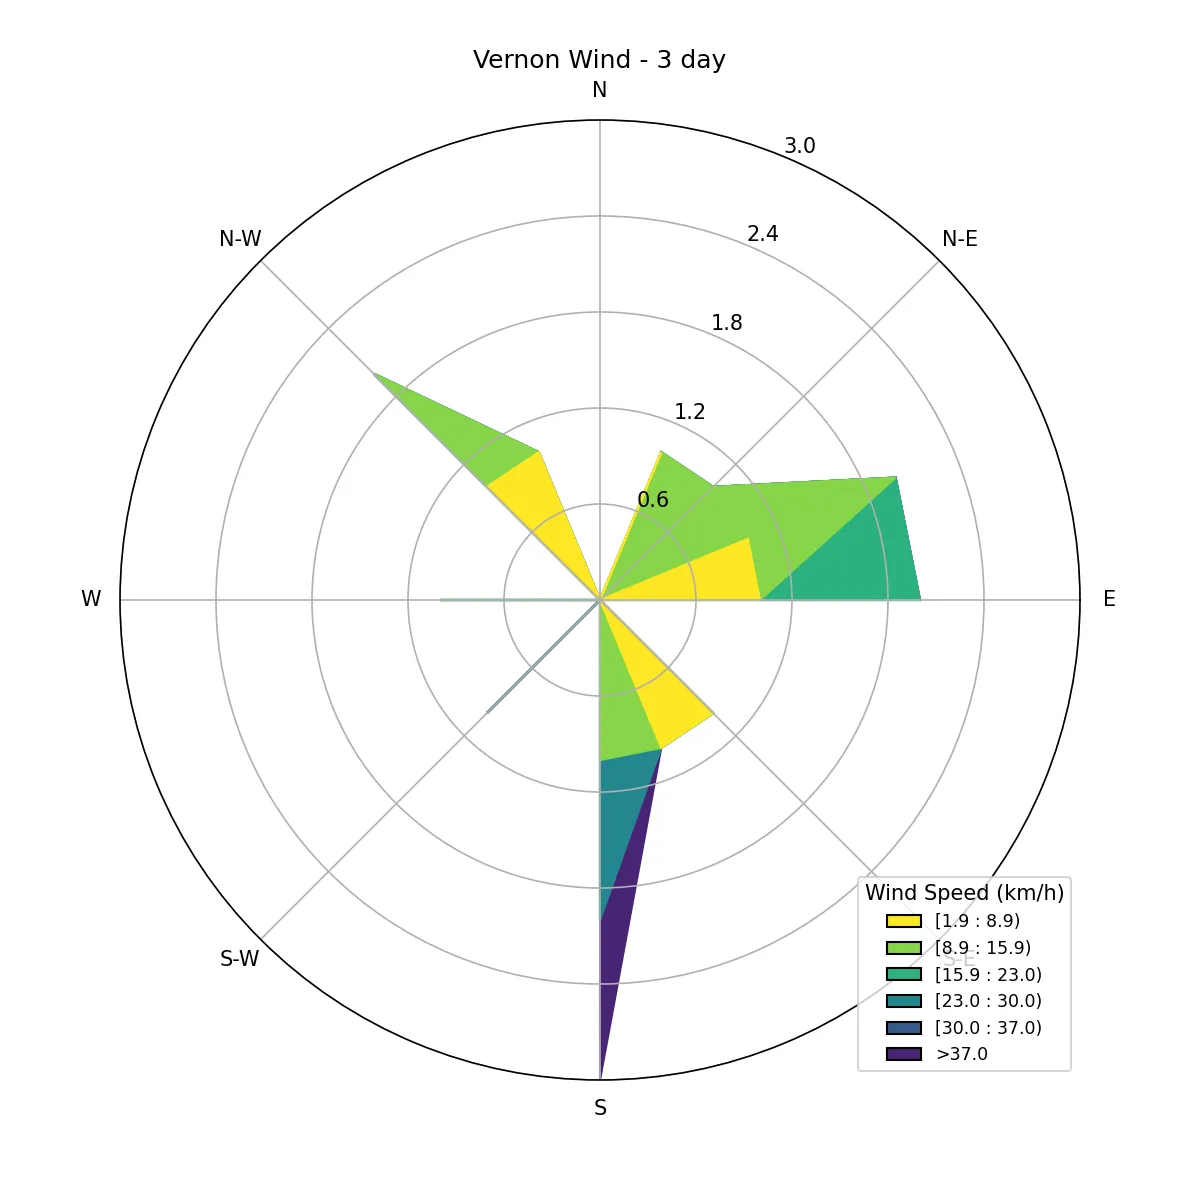 Vernon Wind - 3 day
N
3.0
N-W
2.4
N-E
1.8
1.2
0.6
W
E
Wind Speed (km/h)
[1.9 : 8.9)
[8.9 : 15.9)
S-W
S-E
[15.9 : 23.0)
[23.0 : 30.0)
[30.0 : 37.0)
>37.0
S